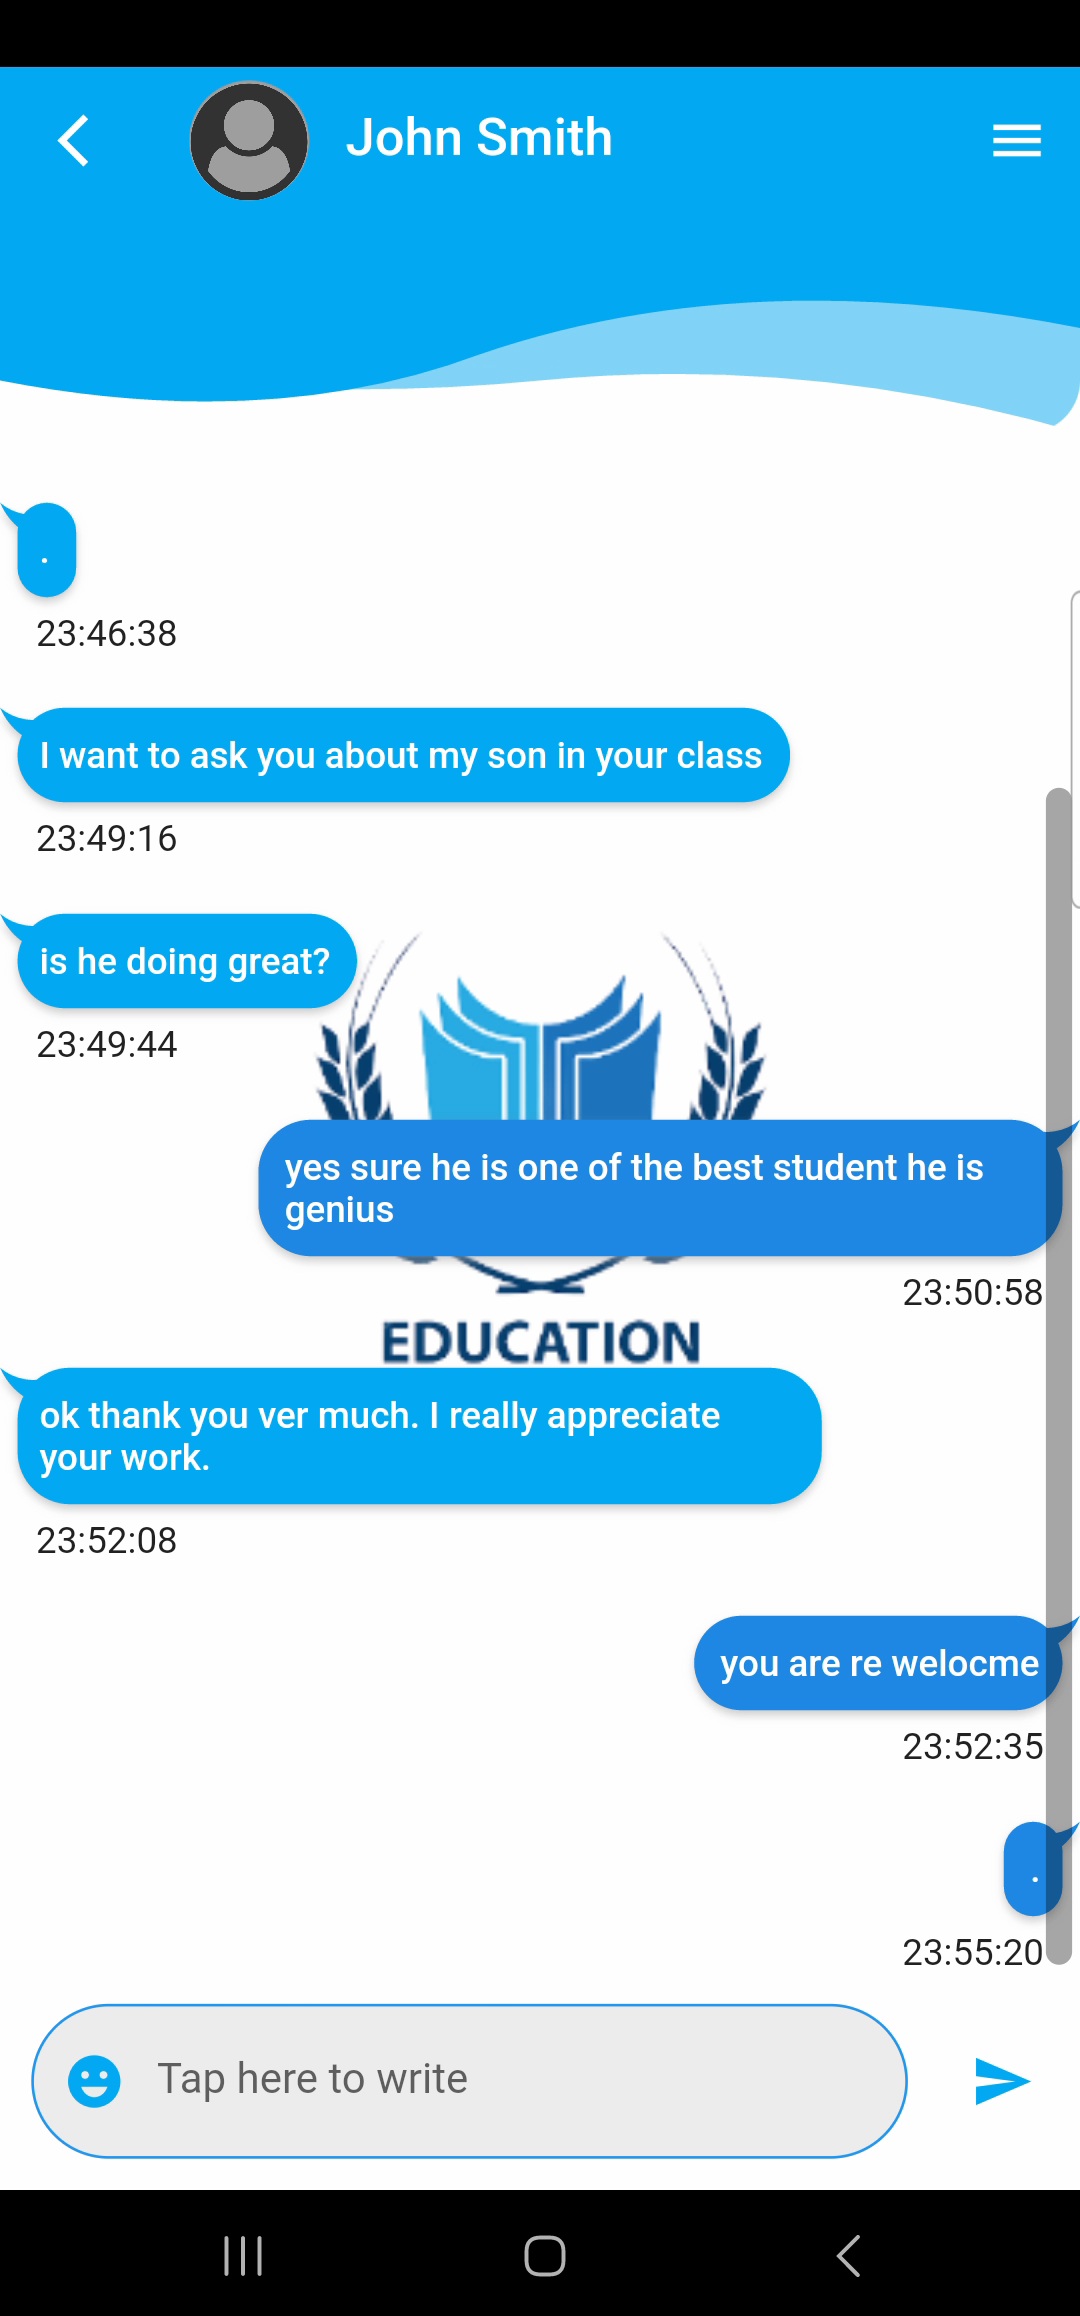 John Smith
.
23:46:38
I want to ask you about my son in your class
23:49:16
is he doing great?
23:49:44
yes sure he is one of the best student he is
genius
23:50:58
EDUCATION
ok thank you ver much. I really appreciate
your work.
23:52:08
you are re welocme
23:52:35
.
23:55:20
Tap here to write